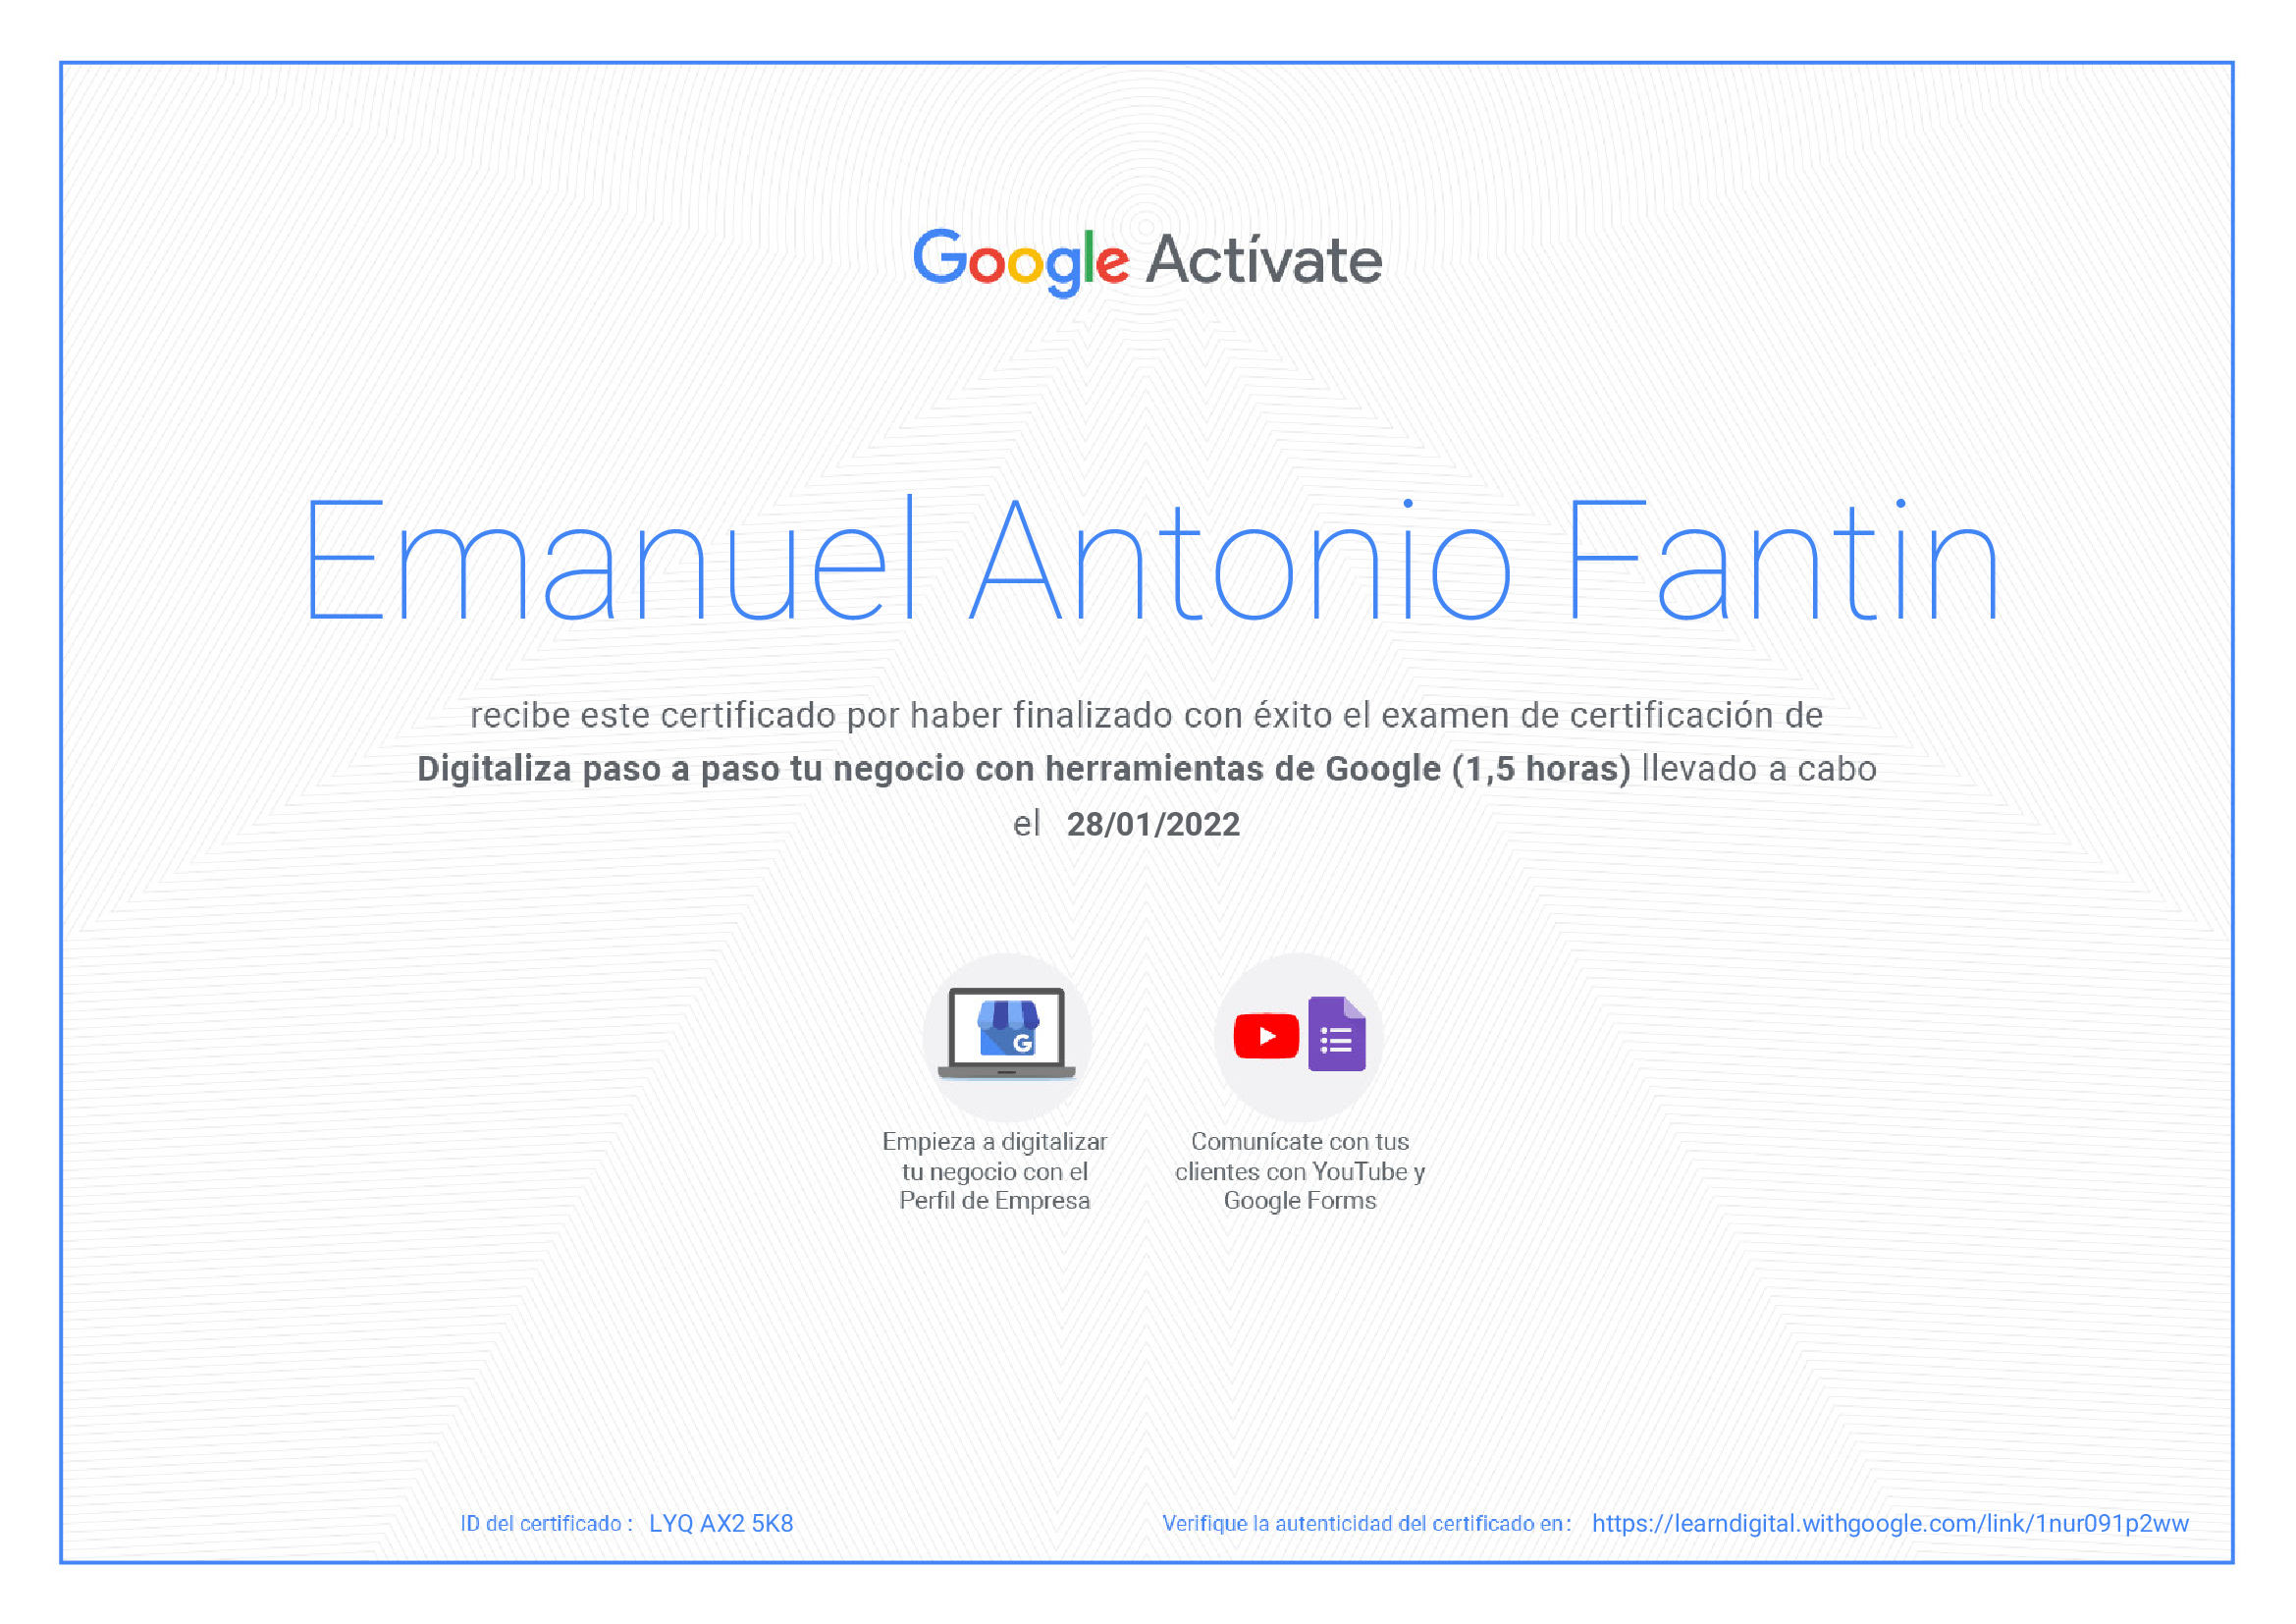 Google Actívate
Emanuel Antonio Fantin
recibe este certificado por haber finalizado con éxito el examen de certificación de
Digitaliza paso a paso tu negocio con herramientas de Google (1,5 horas) llevado a cabo
el 28/01/2022
G
Empieza a digitalizar
tu negocio con el
Perfil de Empresa
Comunícate con tus
clientes con YouTube y
Google Forms
ID del certificado : LYQ AX2 5K8
Verifique la autenticidad del certificado en : https://learndigital.withgoogle.com/link/1nur091p2ww